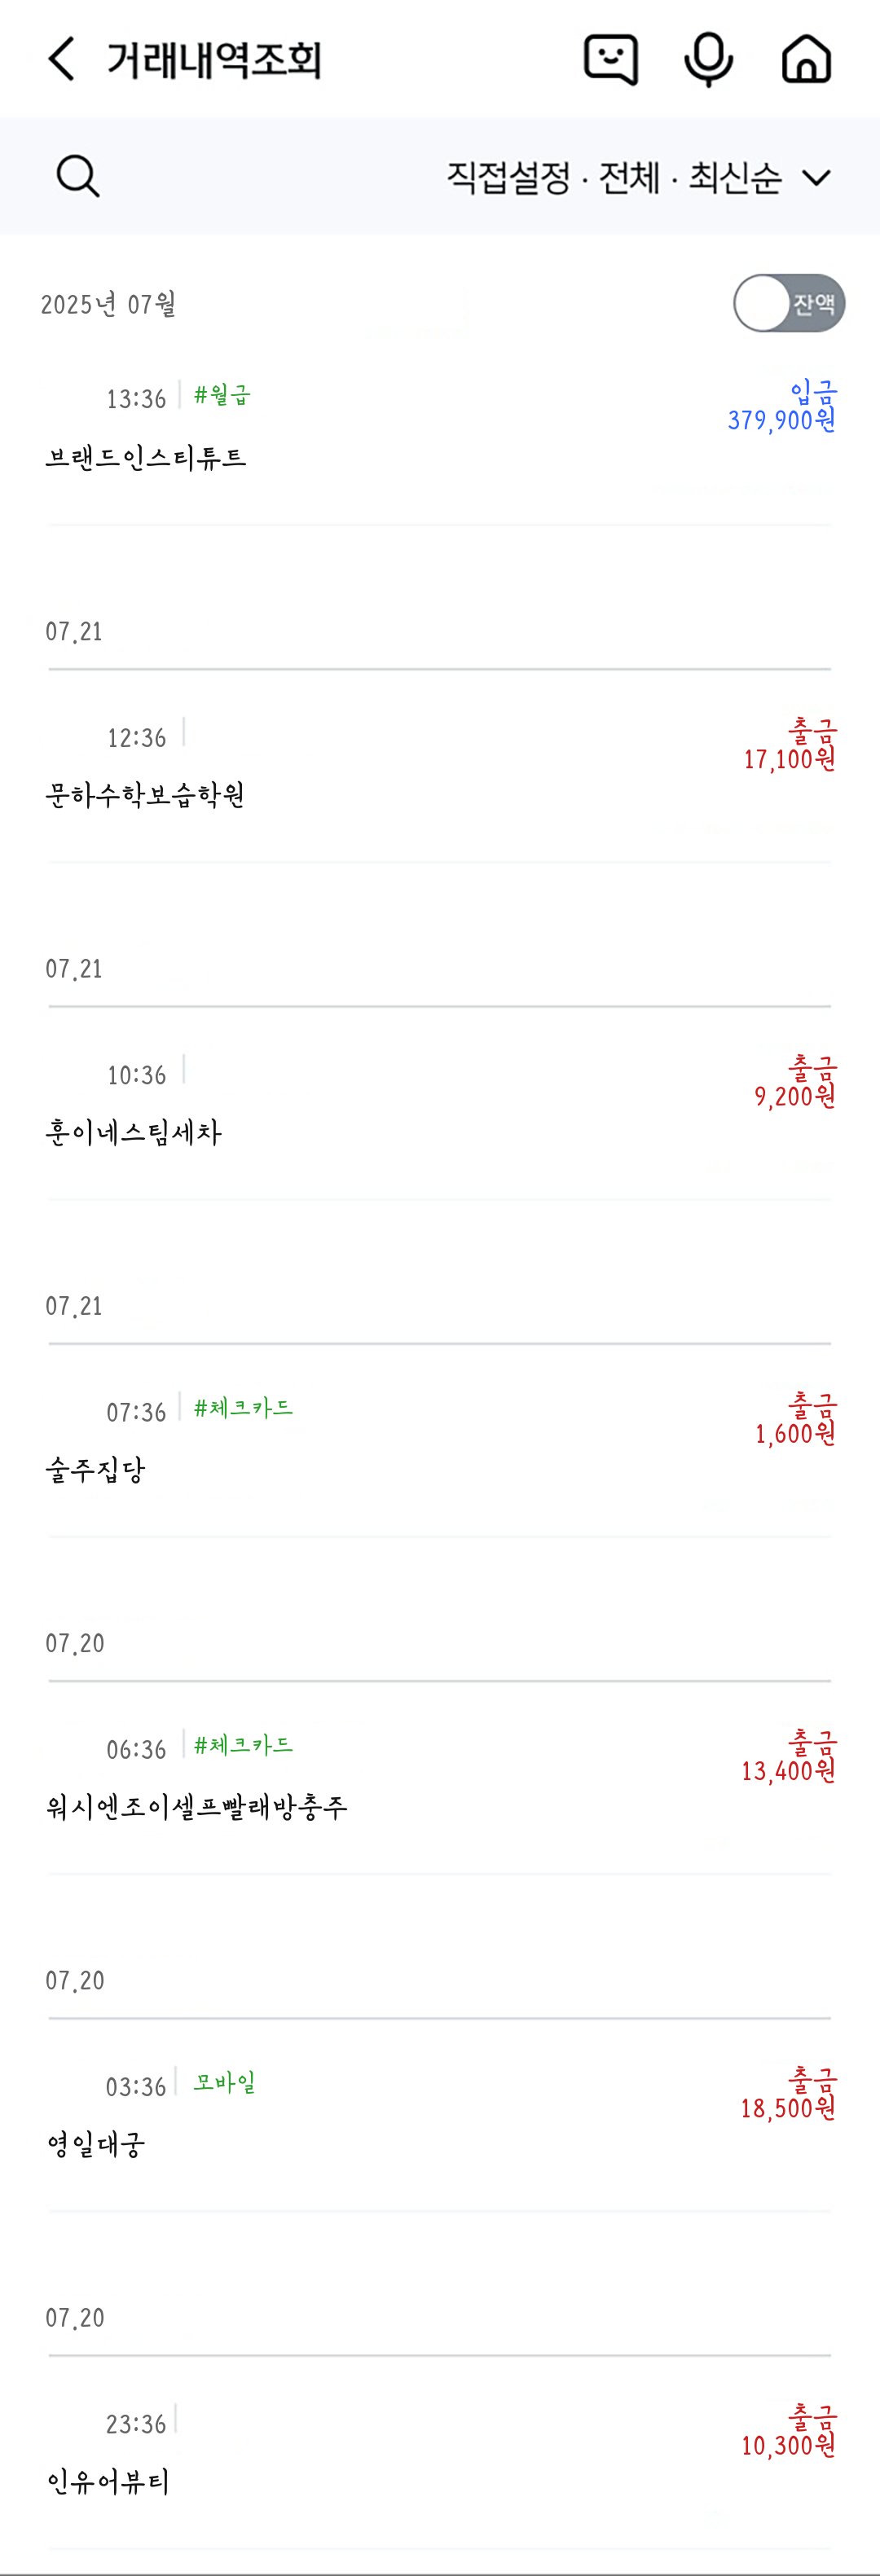 거래내역조회
직접설정 · 전체 · 최신순
2025년 07월
잔액
13:36 #월급
입금
379,900원
브랜드인스티튜트
07.21
12:36
출금
17,100원
문하수학보습학원
07.21
10:36
출금
9,200원
훈이네스팀세차
07.21
07:36 #체크카드
출금
1,600원
술주집당
07.20
06:36 #체크카드
출금
13,400원
워시엔조이셀프빨래방충주
07.20
03:36 모바일
출금
18,500원
영일대궁
07.20
23:36
출금
10,300원
인유어뷰티